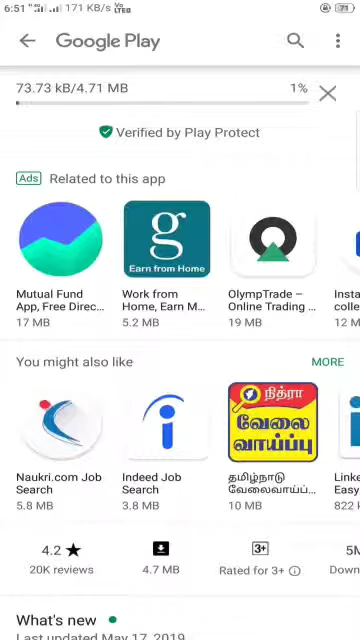 6:51 171 KB/s VoLTE 71
Google Play
73.73 kB/4.71 MB 1%
Verified by Play Protect
Ads Related to this app
g
Earn from Home
Mutual Fund App, Free Direc... 
17 MB
Work from Home, Earn M...
5.2 MB
OlympTrade – Online Trading ...
19 MB
Insta
colle
12 M
You might also like MORE
நித்ரா
வேலை
வாய்ப்பு
Naukri.com Job Search
5.8 MB
Indeed Job Search
3.8 MB
தமிழ்நாடு வேலைவாய்ப்...
10 MB
Linke
Easy
822 k
4.2 ★
20K reviews
4.7 MB
3+
Rated for 3+
5M
Down
What's new
Last updated May 17, 2019